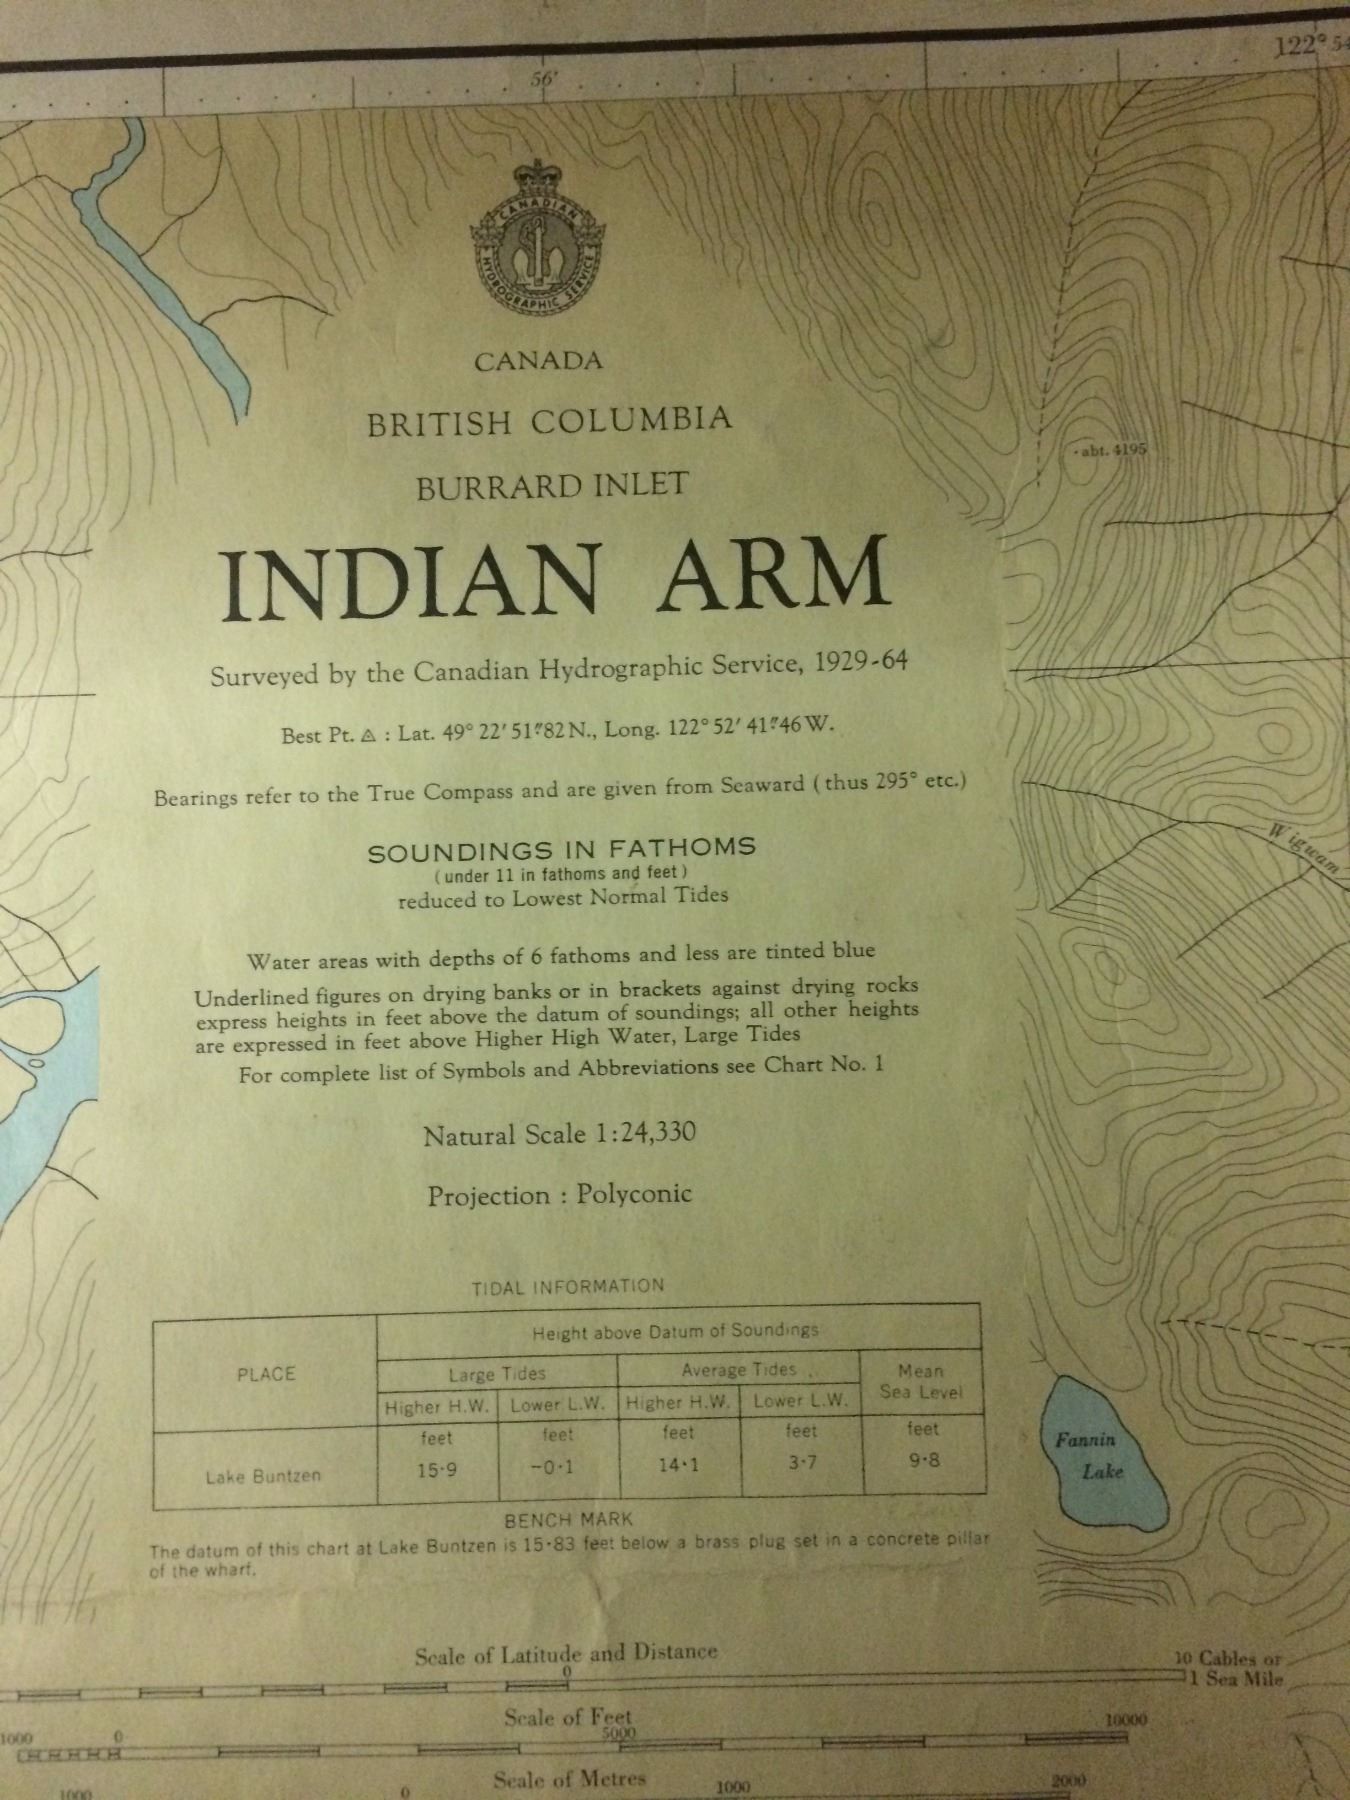 122° 54
56'
CANADIAN HYDROGRAPHIC SERVICE
CANADA
BRITISH COLUMBIA
BURRARD INLET
abt. 4195
INDIAN ARM
Surveyed by the Canadian Hydrographic Service, 1929-64
Best Pt. ◬ : Lat. 49° 22′ 51″·82 N., Long. 122° 52′ 41″·46 W.
Bearings refer to the True Compass and are given from Seaward (thus 295° etc.)
Wigwam
SOUNDINGS IN FATHOMS
(under 11 in fathoms and feet)
reduced to Lowest Normal Tides
Water areas with depths of 6 fathoms and less are tinted blue
Underlined figures on drying banks or in brackets against drying rocks
express heights in feet above the datum of soundings; all other heights
are expressed in feet above Higher High Water, Large Tides
For complete list of Symbols and Abbreviations see Chart No. 1
Natural Scale 1:24,330
Projection : Polyconic
TIDAL INFORMATION
PLACE
Height above Datum of Soundings
Large Tides Average Tides Mean Sea Level
Higher H.W. Lower L.W. Higher H.W. Lower L.W.
feet feet feet feet feet
Lake Buntzen 15·9 -0·1 14·1 3·7 9·8
Fannin
Lake
BENCH MARK
The datum of this chart at Lake Buntzen is 15·83 feet below a brass plug set in a concrete pillar
of the wharf.
Scale of Latitude and Distance
0 10 Cables or
1 Sea Mile
Scale of Feet
1000 0 5000 10000
Scale of Metres
1000 0 1000 2000